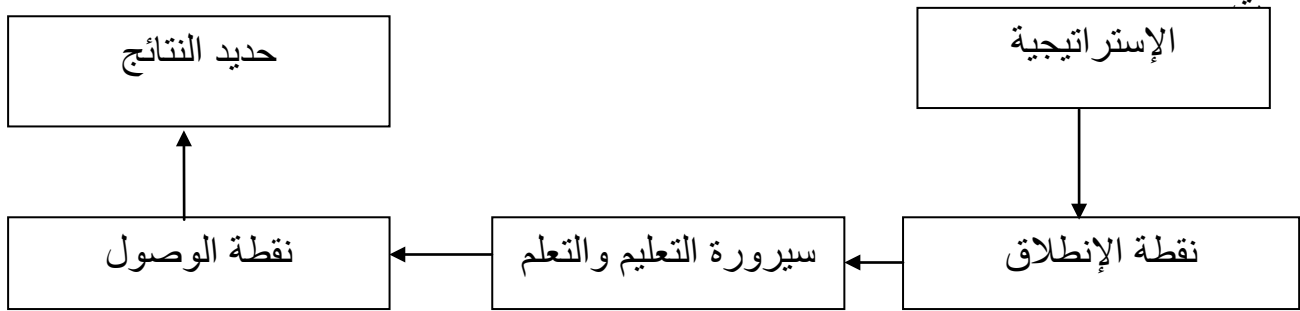 الإستراتيجية
حديد النتائج
نقطة الإنطلاق
سيرورة التعليم والتعلم
نقطة الوصول